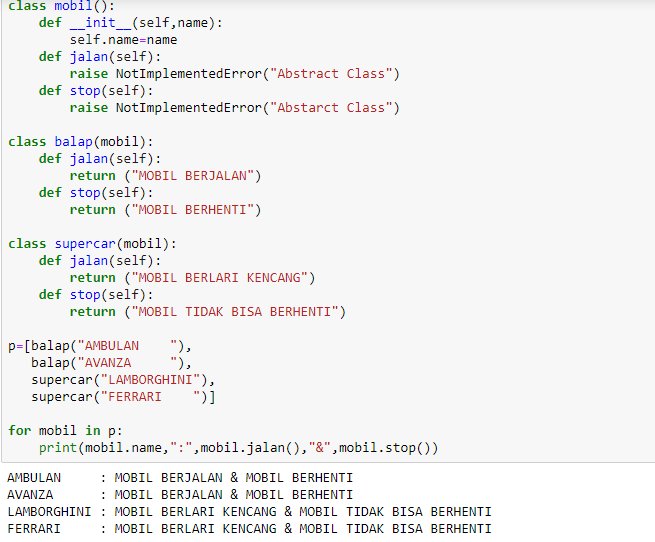 class mobil():
    def __init__(self,name):
        self.name=name
    def jalan(self):
        raise NotImplementedError("Abstract Class")
    def stop(self):
        raise NotImplementedError("Abstarct Class")

class balap(mobil):
    def jalan(self):
        return ("MOBIL BERJALAN")
    def stop(self):
        return ("MOBIL BERHENTI")

class supercar(mobil):
    def jalan(self):
        return ("MOBIL BERLARI KENCANG")
    def stop(self):
        return ("MOBIL TIDAK BISA BERHENTI")

p=[balap("AMBULAN    "),
   balap("AVANZA     "),
   supercar("LAMBORGHINI"),
   supercar("FERRARI    ")]

for mobil in p:
    print(mobil.name,":",mobil.jalan(),"&",mobil.stop())

AMBULAN     : MOBIL BERJALAN & MOBIL BERHENTI
AVANZA      : MOBIL BERJALAN & MOBIL BERHENTI
LAMBORGHINI : MOBIL BERLARI KENCANG & MOBIL TIDAK BISA BERHENTI
FERRARI     : MOBIL BERLARI KENCANG & MOBIL TIDAK BISA BERHENTI